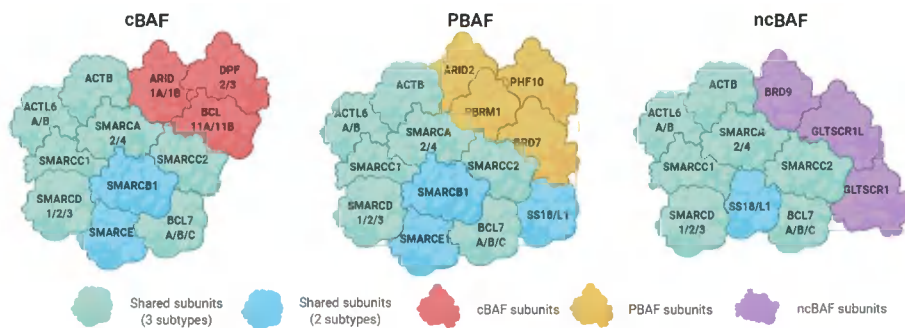 cBAF
ACTB
ARID
1A/1B
DPF
2/3
BCL
11A/11B
ACTL6
A/B
SMARCA
2/4
SMARCC1
SMARCC2
SMARCB1
SMARCD
1/2/3
BCL7
A/B/C
SMARCE
PBAF
ARID2
ACTB
PHF10
PBRM1
ACTL6
A/B
SMARCA
2/4
BRD7
SMARCC1
SMARCC2
SMARCB1
SMARCD
1/2/3
SS18/L1
BCL7
A/B/C
SMARCE1
ncBAF
ACTB
BRD9
ACTL6
A/B
SMARCA
2/4
GLTSCR1L
SMARCC1
SMARCC2
GLTSCR1
SS18/L1
SMARCD
1/2/3
BCL7
A/B/C
Shared subunits
(3 subtypes)
Shared subunits
(2 subtypes)
cBAF subunits
PBAF subunits
ncBAF subunits